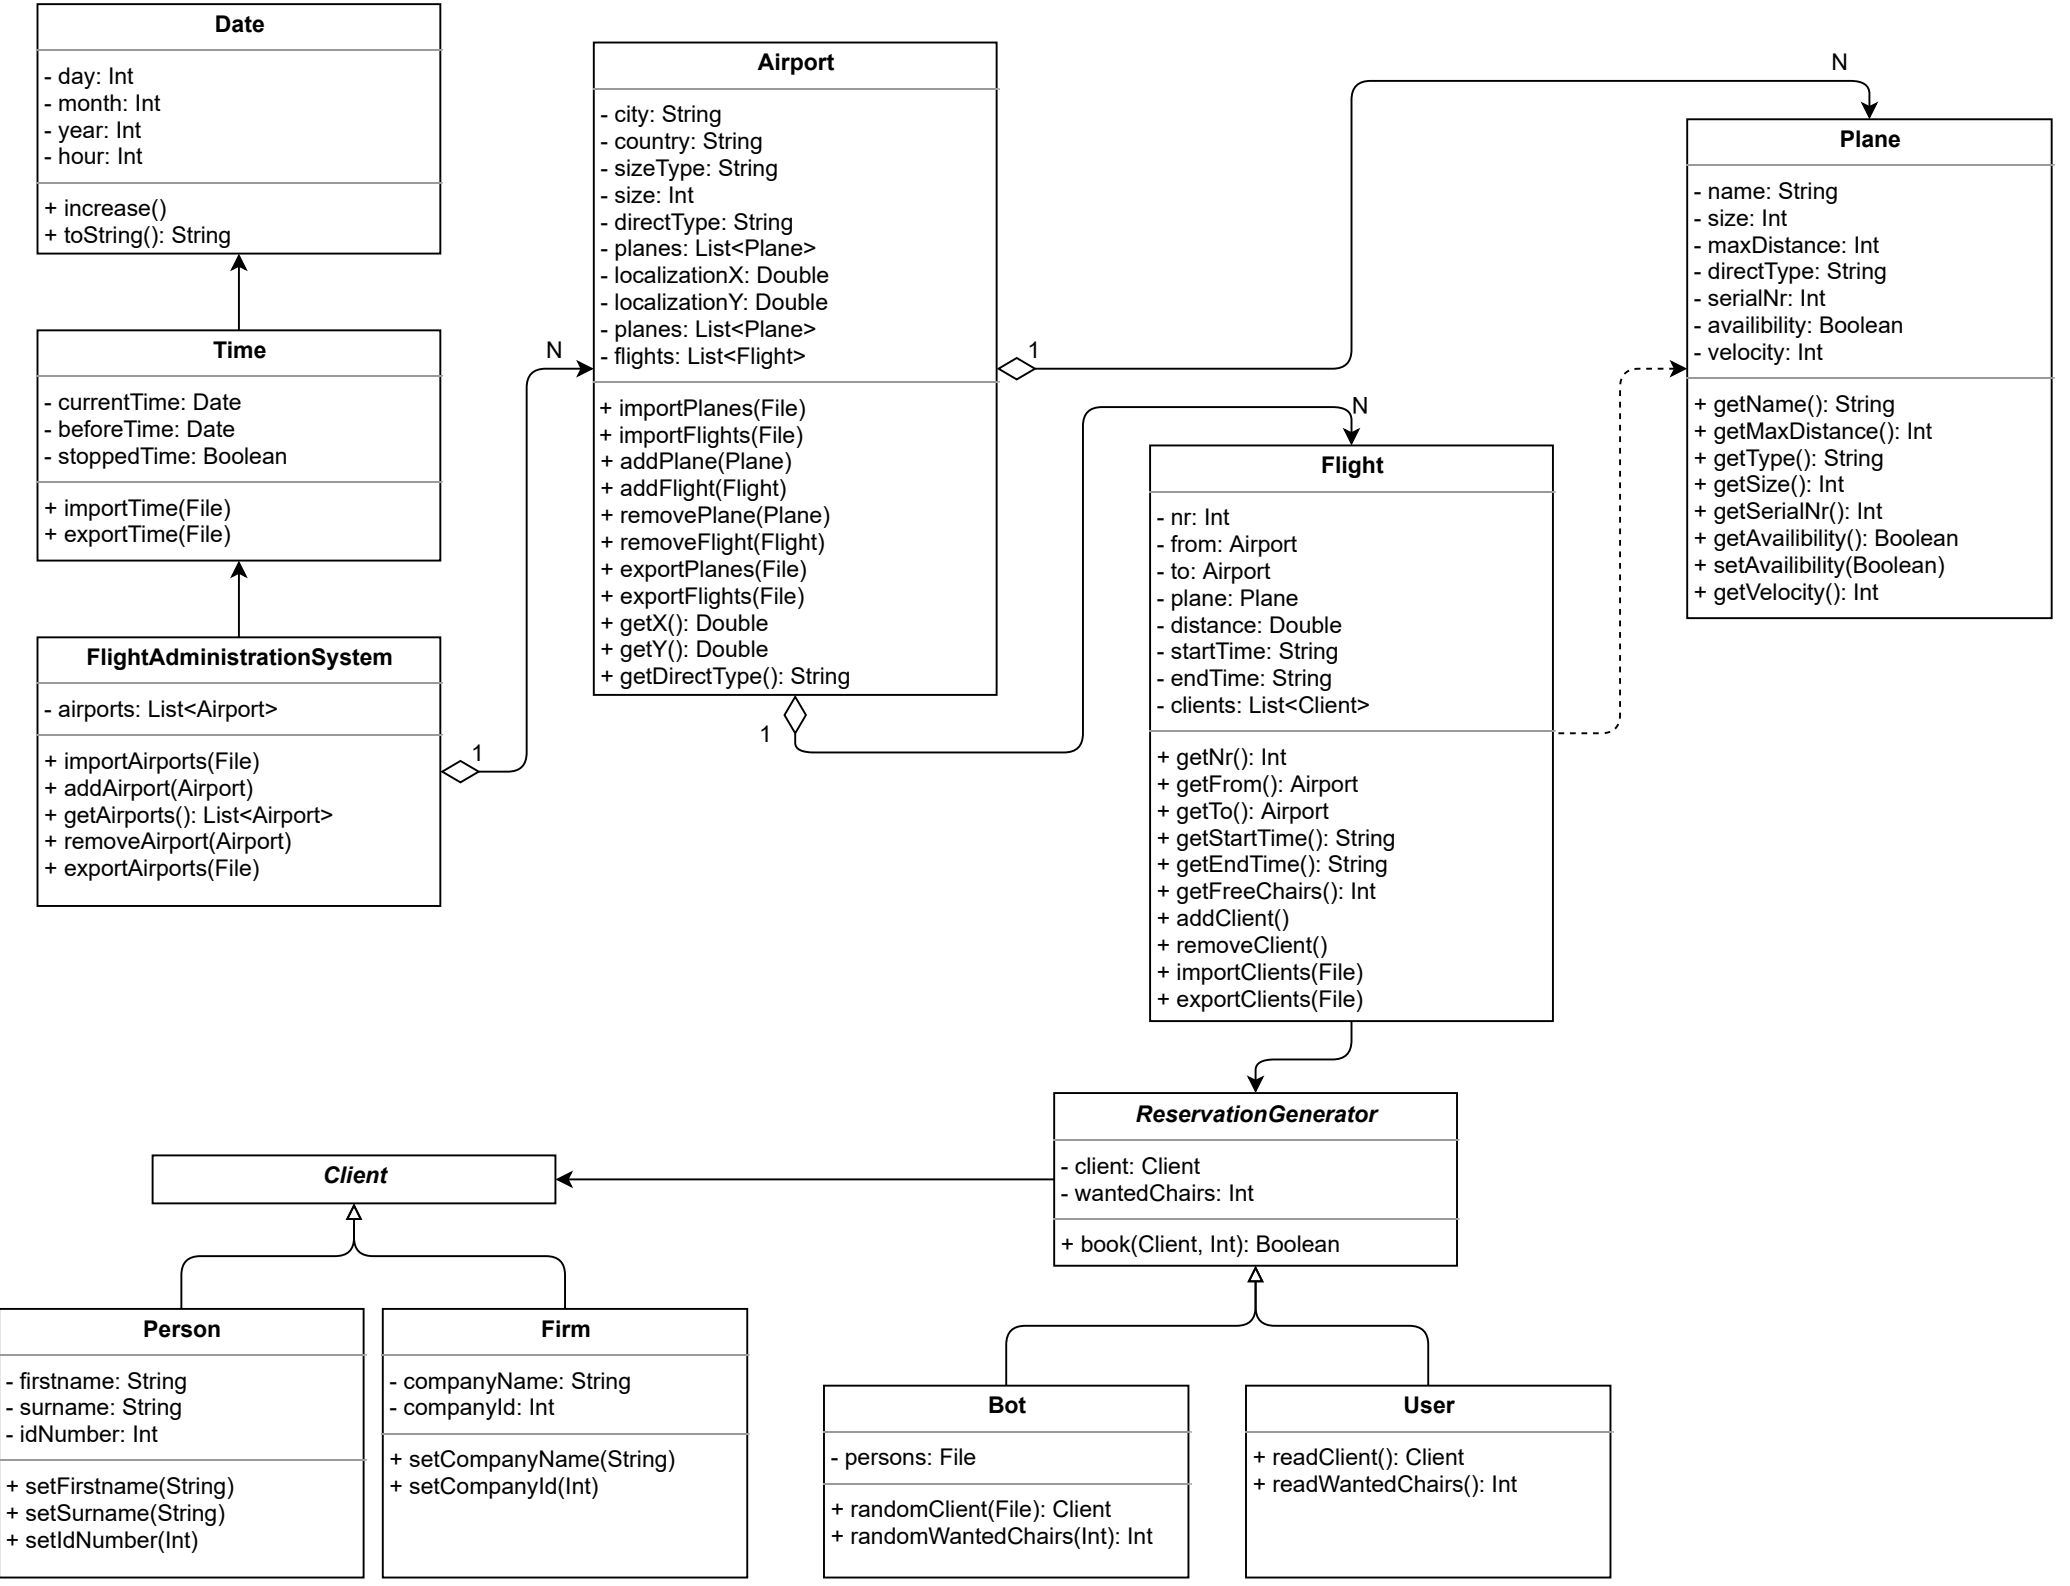 Date
- day: Int
- month: Int
- year: Int
- hour: Int
+ increase()
+ toString(): String
Time
- currentTime: Date
- beforeTime: Date
- stoppedTime: Boolean
+ importTime(File)
+ exportTime(File)
FlightAdministrationSystem
- airports: List<Airport>
+ importAirports(File)
+ addAirport(Airport)
+ getAirports(): List<Airport>
+ removeAirport(Airport)
+ exportAirports(File)
1
N
Airport
- city: String
- country: String
- sizeType: String
- size: Int
- directType: String
- planes: List<Plane>
- localizationX: Double
- localizationY: Double
- planes: List<Plane>
- flights: List<Flight>
+ importPlanes(File)
+ importFlights(File)
+ addPlane(Plane)
+ addFlight(Flight)
+ removePlane(Plane)
+ removeFlight(Flight)
+ exportPlanes(File)
+ exportFlights(File)
+ getX(): Double
+ getY(): Double
+ getDirectType(): String
1
N
1
N
Plane
- name: String
- size: Int
- maxDistance: Int
- directType: String
- serialNr: Int
- availibility: Boolean
- velocity: Int
+ getName(): String
+ getMaxDistance(): Int
+ getType(): String
+ getSize(): Int
+ getSerialNr(): Int
+ getAvailibility(): Boolean
+ setAvailibility(Boolean)
+ getVelocity(): Int
Flight
- nr: Int
- from: Airport
- to: Airport
- plane: Plane
- distance: Double
- startTime: String
- endTime: String
- clients: List<Client>
+ getNr(): Int
+ getFrom(): Airport
+ getTo(): Airport
+ getStartTime(): String
+ getEndTime(): String
+ getFreeChairs(): Int
+ addClient()
+ removeClient()
+ importClients(File)
+ exportClients(File)
ReservationGenerator
- client: Client
- wantedChairs: Int
+ book(Client, Int): Boolean
Client
Person
- firstname: String
- surname: String
- idNumber: Int
+ setFirstname(String)
+ setSurname(String)
+ setIdNumber(Int)
Firm
- companyName: String
- companyId: Int
+ setCompanyName(String)
+ setCompanyId(Int)
Bot
- persons: File
+ randomClient(File): Client
+ randomWantedChairs(Int): Int
User
+ readClient(): Client
+ readWantedChairs(): Int